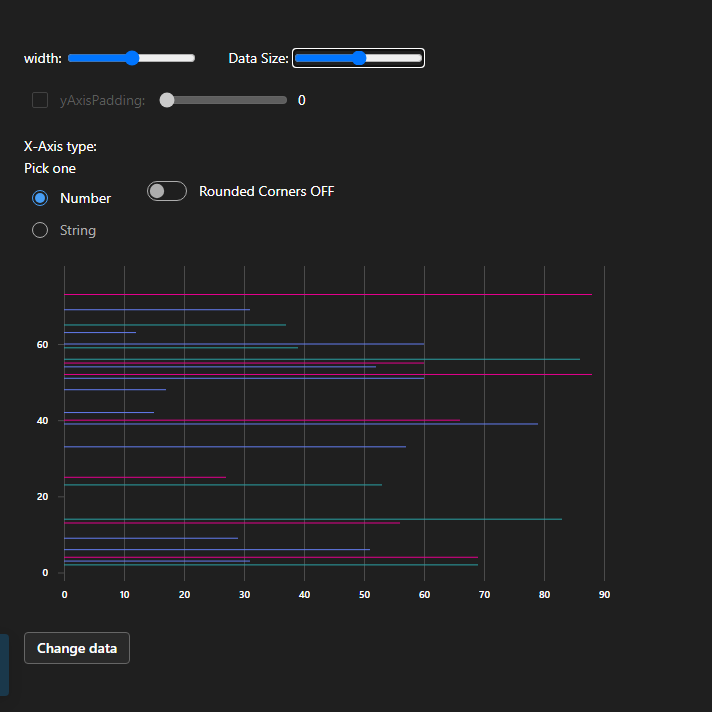 width: Data Size:
yAxisPadding: 0
X-Axis type:
Pick one
Number
Rounded Corners OFF
String
60
40
20
0
0 10 20 30 40 50 60 70 80 90
Change data